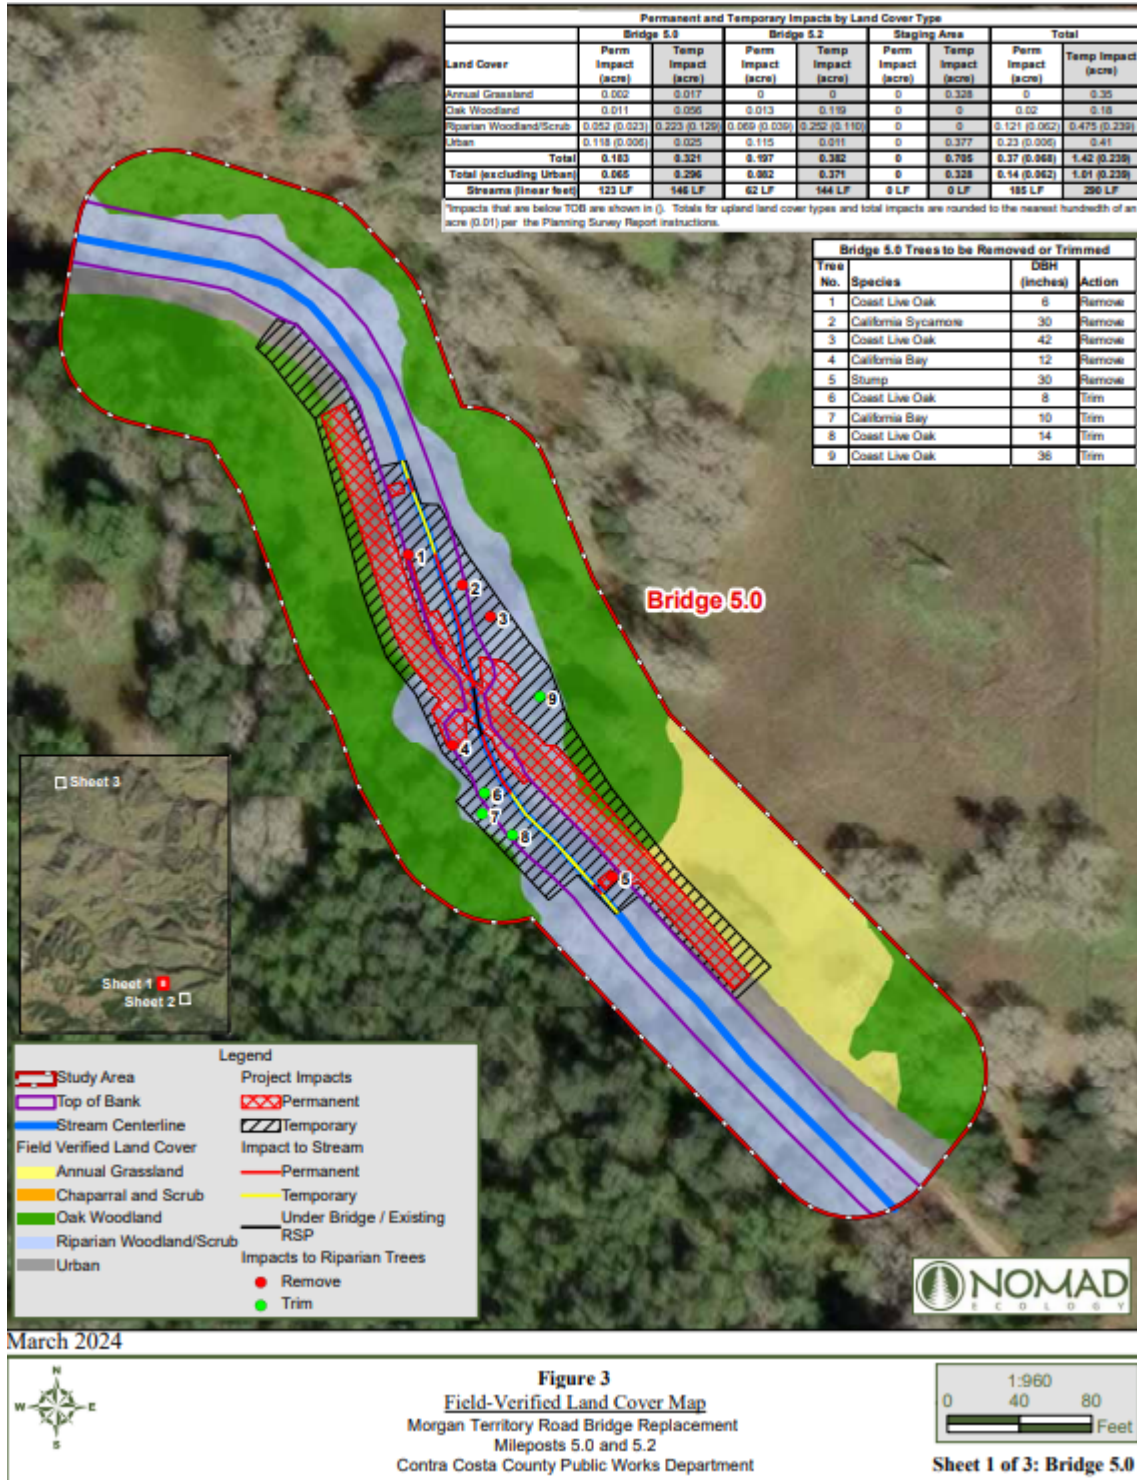 Permanent and Temporary Impacts by Land Cover Type
Bridge 5.0 Bridge 5.2 Staging Area Total
Land Cover Perm Impact (acre) Temp Impact (acre) Perm Impact (acre) Temp Impact (acre) Perm Impact (acre) Temp Impact (acre) Perm Impact (acre) Temp Impact (acre)
Annual Grassland 0.002 0.017 0 0 0 0.328 0 0.35
Oak Woodland 0.011 0.056 0.013 0.119 0 0 0.02 0.18
Riparian Woodland/Scrub 0.052 (0.023) 0.223 (0.129) 0.069 (0.039) 0.252 (0.110) 0 0 0.121 (0.062) 0.475 (0.239)
Urban 0.118 (0.006) 0.025 0.115 0.011 0 0.377 0.23 (0.006) 0.41
Total 0.183 0.321 0.197 0.382 0 0.705 0.37 (0.068) 1.42 (0.239)
Total (excluding Urban) 0.065 0.296 0.082 0.371 0 0.328 0.14 (0.062) 1.01 (0.239)
Streams (linear feet) 123 LF 146 LF 62 LF 144 LF 0 LF 0 LF 185 LF 290 LF
*Impacts that are below TOB are shown in (). Totals for upland land cover types and total impacts are rounded to the nearest hundredth of an
acre (0.01) per the Planning Survey Report instructions.
Bridge 5.0 Trees to be Removed or Trimmed
Tree No. Species DBH (inches) Action
1 Coast Live Oak 6 Remove
2 California Sycamore 30 Remove
3 Coast Live Oak 42 Remove
4 California Bay 12 Remove
5 Stump 30 Remove
6 Coast Live Oak 8 Trim
7 California Bay 10 Trim
8 Coast Live Oak 14 Trim
9 Coast Live Oak 36 Trim
1
2
3
Bridge 5.0
9
4
6
7
8
5
Sheet 3
Sheet 1
Sheet 2
Legend
Study Area
Top of Bank
Stream Centerline
Field Verified Land Cover
Annual Grassland
Chaparral and Scrub
Oak Woodland
Riparian Woodland/Scrub
Urban
Project Impacts
Permanent
Temporary
Impact to Stream
Permanent
Temporary
Under Bridge / Existing
RSP
Impacts to Riparian Trees
Remove
Trim
NOMAD
ECOLOGY
March 2024
N
W E
S
Figure 3
Field-Verified Land Cover Map
Morgan Territory Road Bridge Replacement
Mileposts 5.0 and 5.2
Contra Costa County Public Works Department
1:960
0 40 80
Feet
Sheet 1 of 3: Bridge 5.0